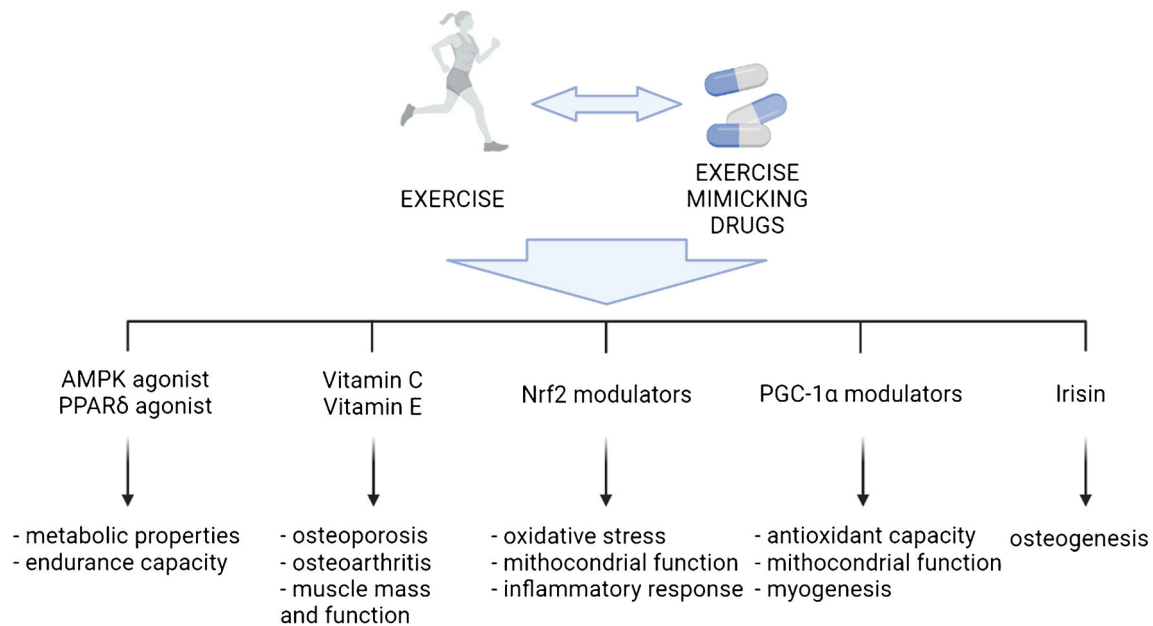 EXERCISE
EXERCISE
MIMICKING
DRUGS
AMPK agonist
PPARδ agonist
Vitamin C
Vitamin E
Nrf2 modulators
PGC-1α modulators
Irisin
- metabolic properties
- endurance capacity
- osteoporosis
- osteoarthritis
- muscle mass
and function
- oxidative stress
- mithocondrial function
- inflammatory response
- antioxidant capacity
- mithocondrial function
- myogenesis
osteogenesis